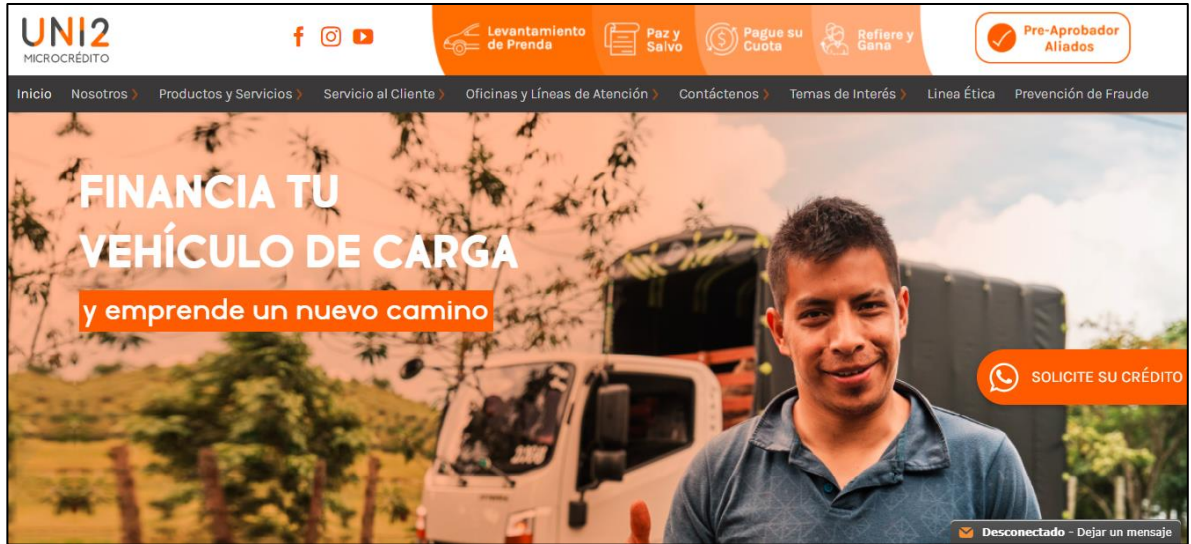 UNI2
MICROCRÉDITO
Levantamiento
de Prenda
Paz y
Salvo
Pague su
Cuota
Refiere y
Gana
Pre-Aprobador
Aliados
Inicio Nosotros Productos y Servicios Servicio al Cliente Oficinas y Líneas de Atención Contáctenos Temas de Interés Linea Ética Prevención de Fraude
FINANCIA TU
VEHÍCULO DE CARGA
y emprende un nuevo camino
SOLICITE SU CRÉDITO
Desconectado - Dejar un mensaje